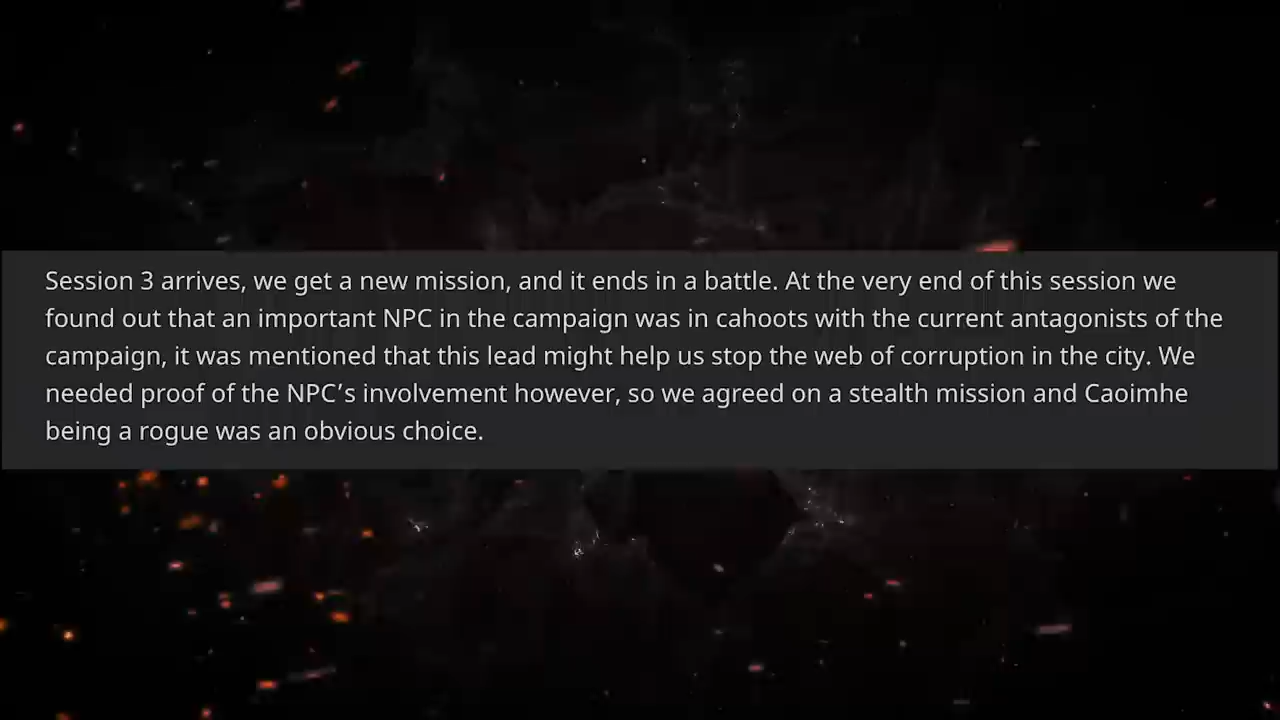 Session 3 arrives, we get a new mission, and it ends in a battle. At the very end of this session we
found out that an important NPC in the campaign was in cahoots with the current antagonists of the
campaign, it was mentioned that this lead might help us stop the web of corruption in the city. We
needed proof of the NPC’s involvement however, so we agreed on a stealth mission and Caoimhe
being a rogue was an obvious choice.